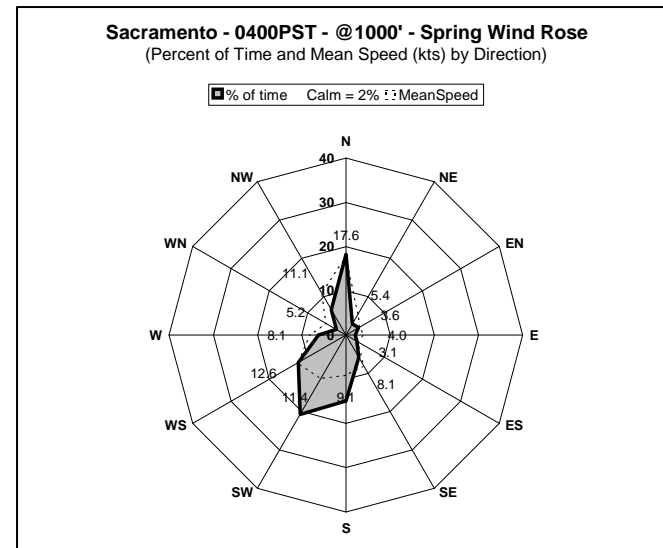 Sacramento - 0400PST - @1000' - Spring Wind Rose
(Percent of Time and Mean Speed (kts) by Direction)
% of time Calm = 2% MeanSpeed
N
40
NW NE
30
17.6
WN 20 EN
11.1
10 5.4
5.2 3.6
W 8.1 0 4.0 E
3.1
12.6 8.1
11.4 9.1
WS ES
SW SE
S